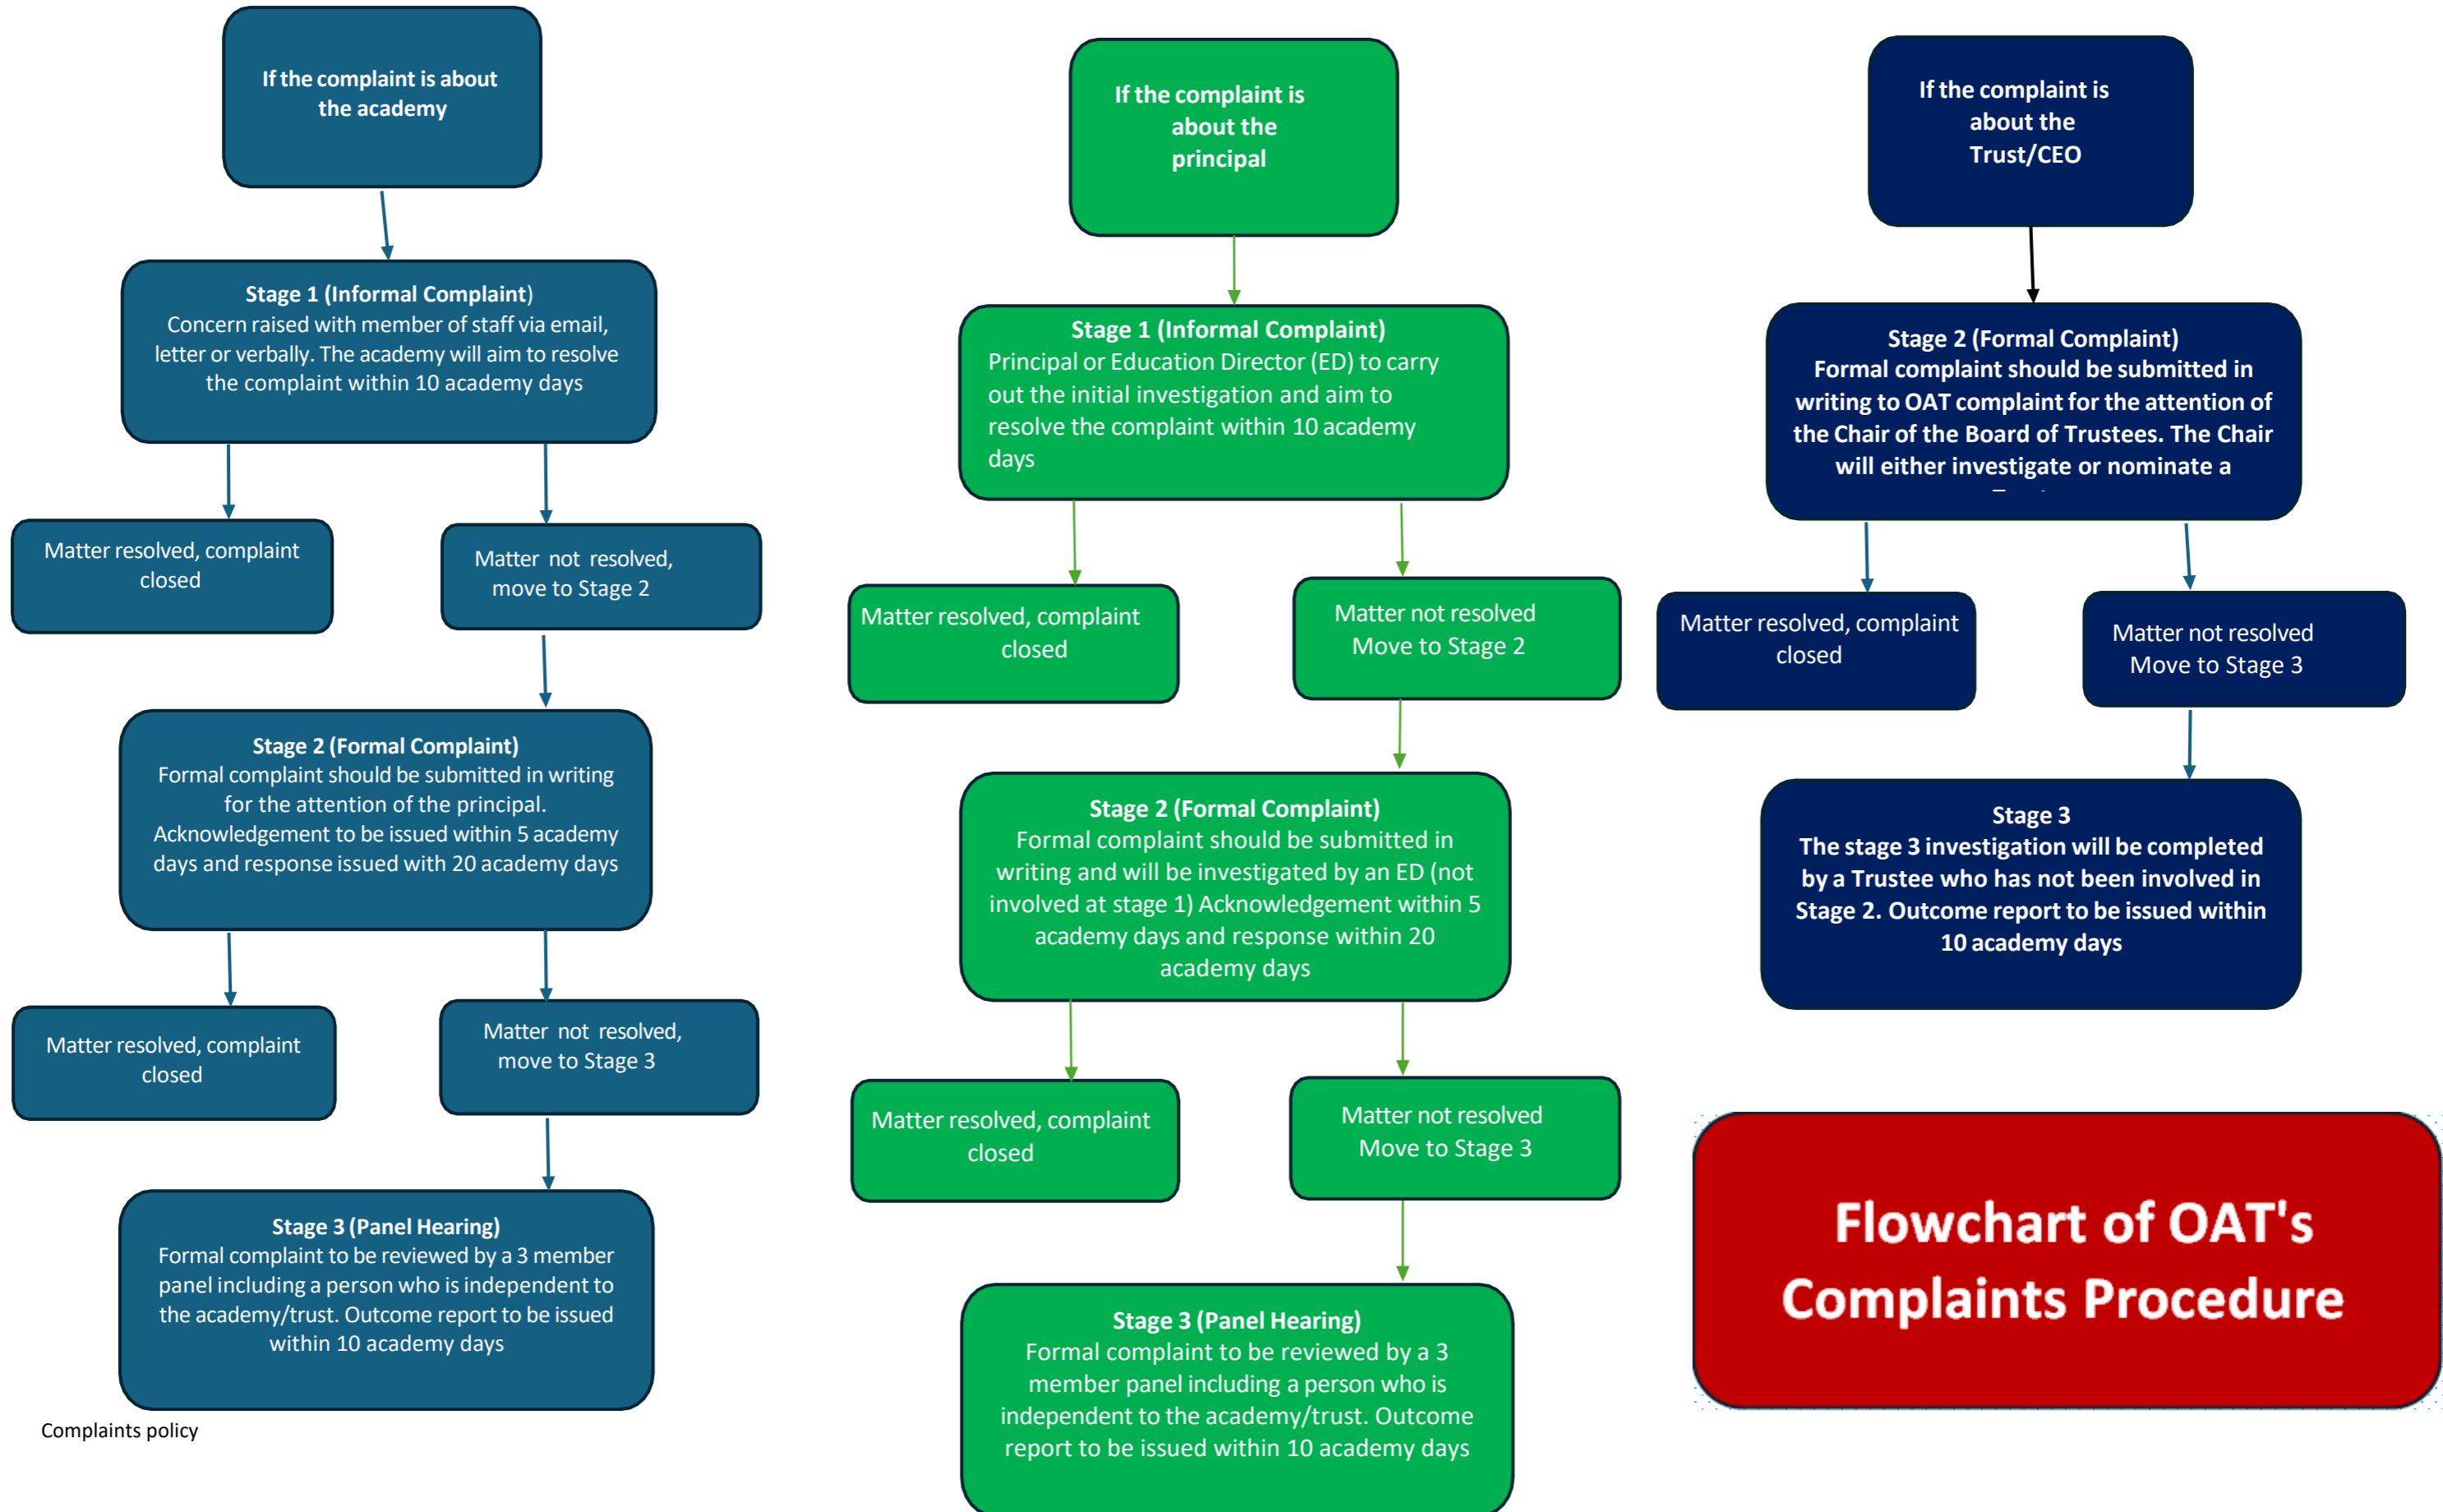 If the complaint is about
the academy
Stage 1 (Informal Complaint)
Concern raised with member of staff via email,
letter or verbally. The academy will aim to resolve
the complaint within 10 academy days
Matter resolved, complaint
closed
Matter not resolved,
move to Stage 2
Stage 2 (Formal Complaint)
Formal complaint should be submitted in writing
for the attention of the principal.
Acknowledgement to be issued within 5 academy
days and response issued with 20 academy days
Matter resolved, complaint
closed
Matter not resolved,
move to Stage 3
Stage 3 (Panel Hearing)
Formal complaint to be reviewed by a 3 member
panel including a person who is independent to
the academy/trust. Outcome report to be issued
within 10 academy days
Complaints policy
If the complaint is
about the
principal
Stage 1 (Informal Complaint)
Principal or Education Director (ED) to carry
out the initial investigation and aim to
resolve the complaint within 10 academy
days
Matter resolved, complaint
closed
Matter not resolved
Move to Stage 2
Stage 2 (Formal Complaint)
Formal complaint should be submitted in
writing and will be investigated by an ED (not
involved at stage 1) Acknowledgement within 5
academy days and response within 20
academy days
Matter resolved, complaint
closed
Matter not resolved
Move to Stage 3
Stage 3 (Panel Hearing)
Formal complaint to be reviewed by a 3
member panel including a person who is
independent to the academy/trust. Outcome
report to be issued within 10 academy days
If the complaint is
about the
Trust/CEO
Stage 2 (Formal Complaint)
Formal complaint should be submitted in
writing to OAT complaint for the attention of
the Chair of the Board of Trustees. The Chair
will either investigate or nominate a
Matter resolved, complaint
closed
Matter not resolved
Move to Stage 3
Stage 3
The stage 3 investigation will be completed
by a Trustee who has not been involved in
Stage 2. Outcome report to be issued within
10 academy days
Flowchart of OAT's
Complaints Procedure